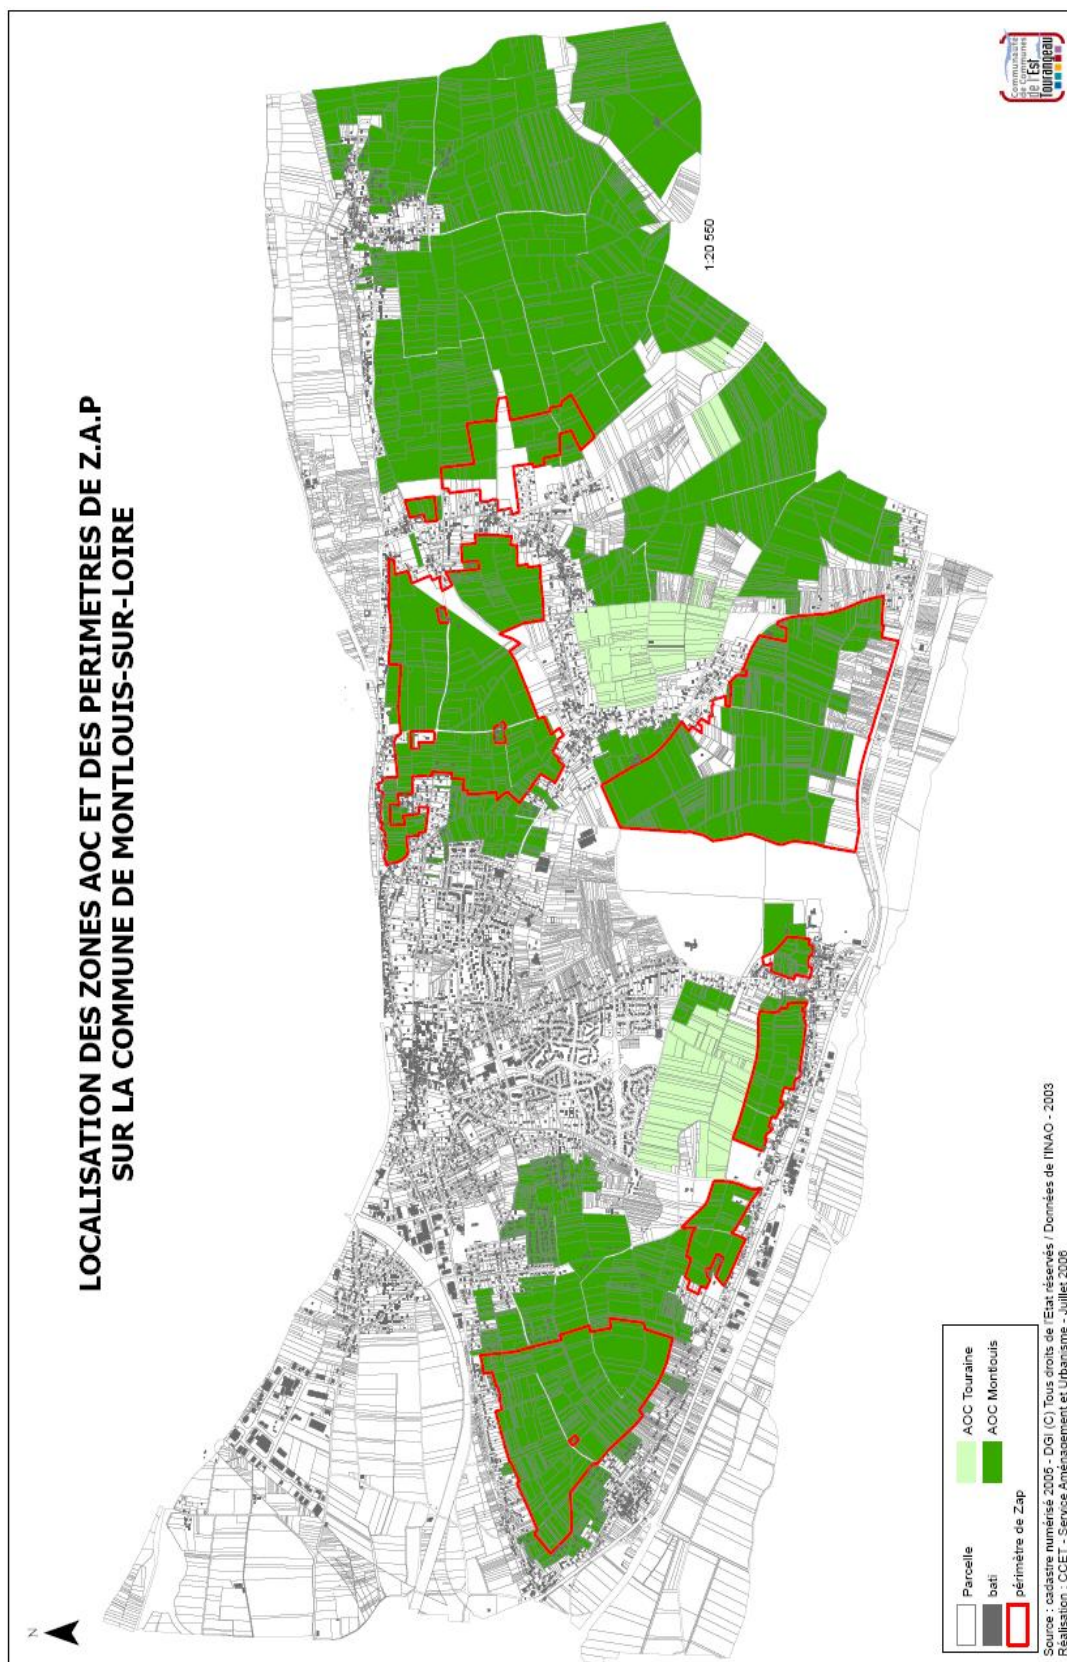 LOCALISATION DES ZONES AOC ET DES PERIMETRES DE Z.A.P
SUR LA COMMUNE DE MONTLOUIS-SUR-LOIRE
N
1:20 550
Communauté
de Communes
de l'Est
Tourangeau
Parcelle
bati
périmètre de Zap
AOC Touraine
AOC Montlouis
Source : cadastre numérisé 2005 - DGI (C) Tous droits de l'Etat réservés / Données de l'INAO - 2003
Réalisation : CCET - Service Aménagement et Urbanisme - Juillet 2006